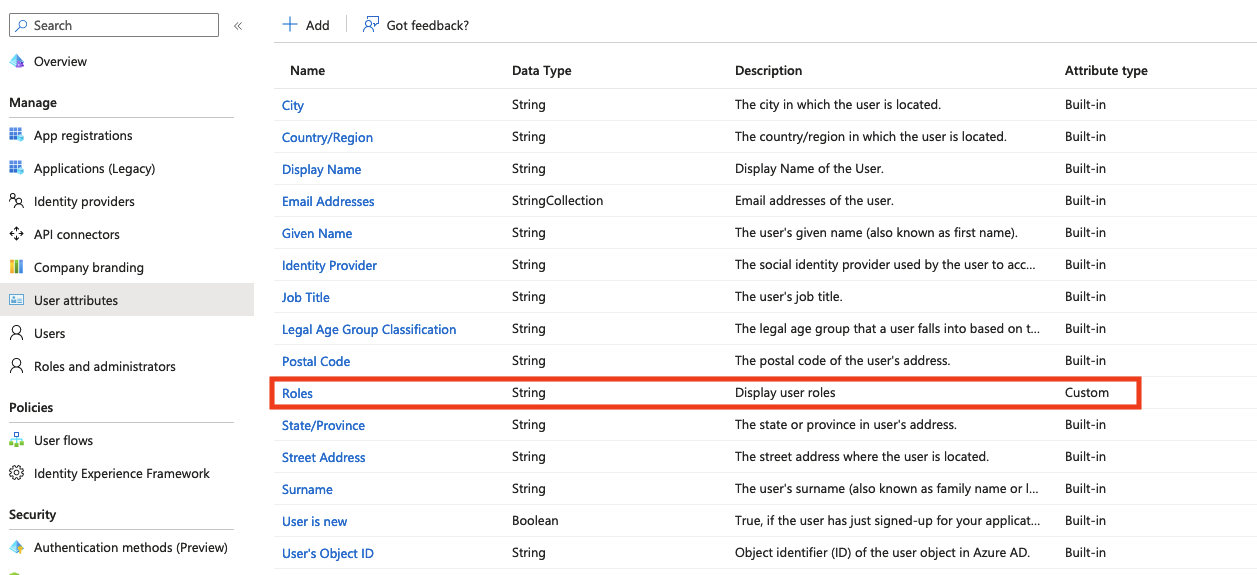 Search
«
Overview
Manage
App registrations
Applications (Legacy)
Identity providers
API connectors
Company branding
User attributes
Users
Roles and administrators
Policies
User flows
Identity Experience Framework
Security
Authentication methods (Preview)
Add Got feedback?
Name Data Type Description Attribute type
City String The city in which the user is located. Built-in
Country/Region String The country/region in which the user is located. Built-in
Display Name String Display Name of the User. Built-in
Email Addresses StringCollection Email addresses of the user. Built-in
Given Name String The user's given name (also known as first name). Built-in
Identity Provider String The social identity provider used by the user to acc... Built-in
Job Title String The user's job title. Built-in
Legal Age Group Classification String The legal age group that a user falls into based on t... Built-in
Postal Code String The postal code of the user's address. Built-in
Roles String Display user roles Custom
State/Province String The state or province in user's address. Built-in
Street Address String The street address where the user is located. Built-in
Surname String The user's surname (also known as family name or l... Built-in
User is new Boolean True, if the user has just signed-up for your applicat... Built-in
User's Object ID String Object identifier (ID) of the user object in Azure AD. Built-in